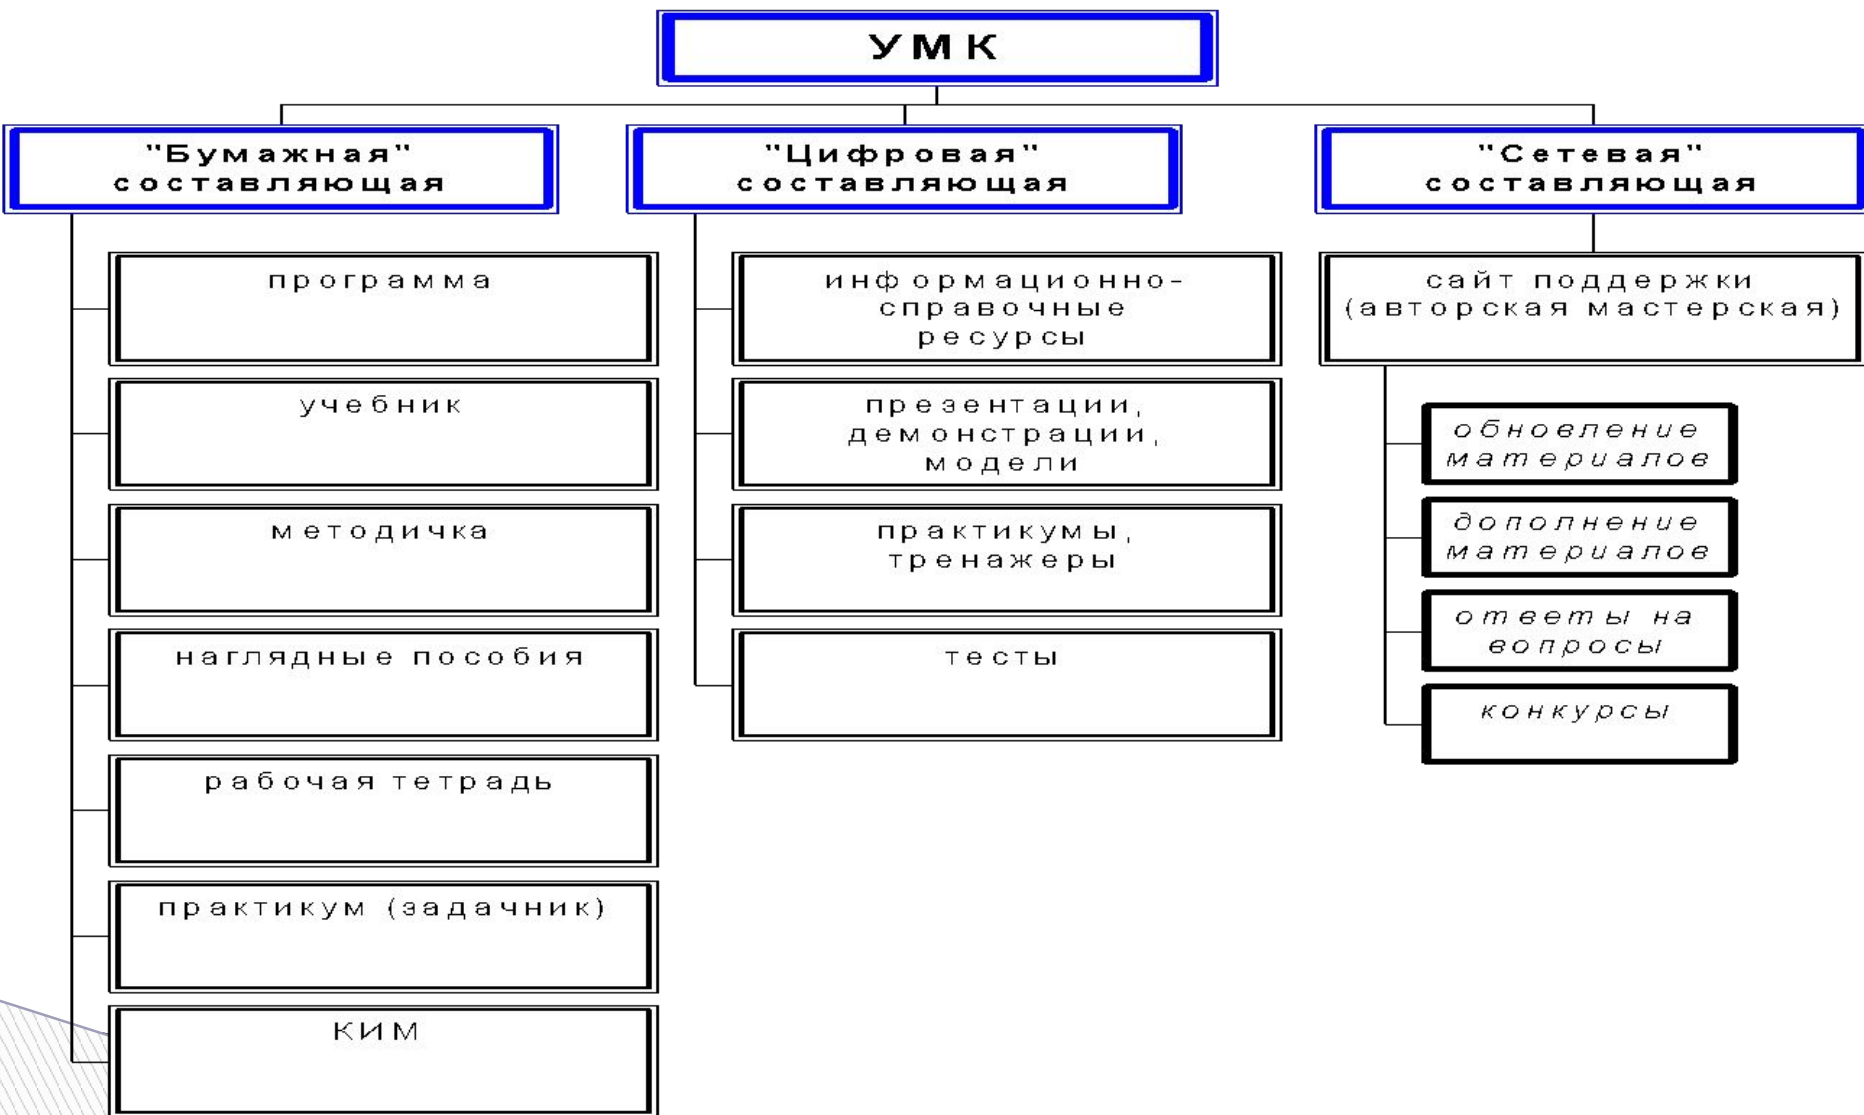 УМК
"Бумажная"
составляющая
программа
учебник
методичка
наглядные пособия
рабочая тетрадь
практикум (задачник)
КИМ
"Цифровая"
составляющая
информационно-
справочные
ресурсы
презентации,
демонстрации,
модели
практикумы,
тренажеры
тесты
"Сетевая"
составляющая
сайт поддержки
(авторская мастерская)
обновление
материалов
дополнение
материалов
ответы на
вопросы
конкурсы